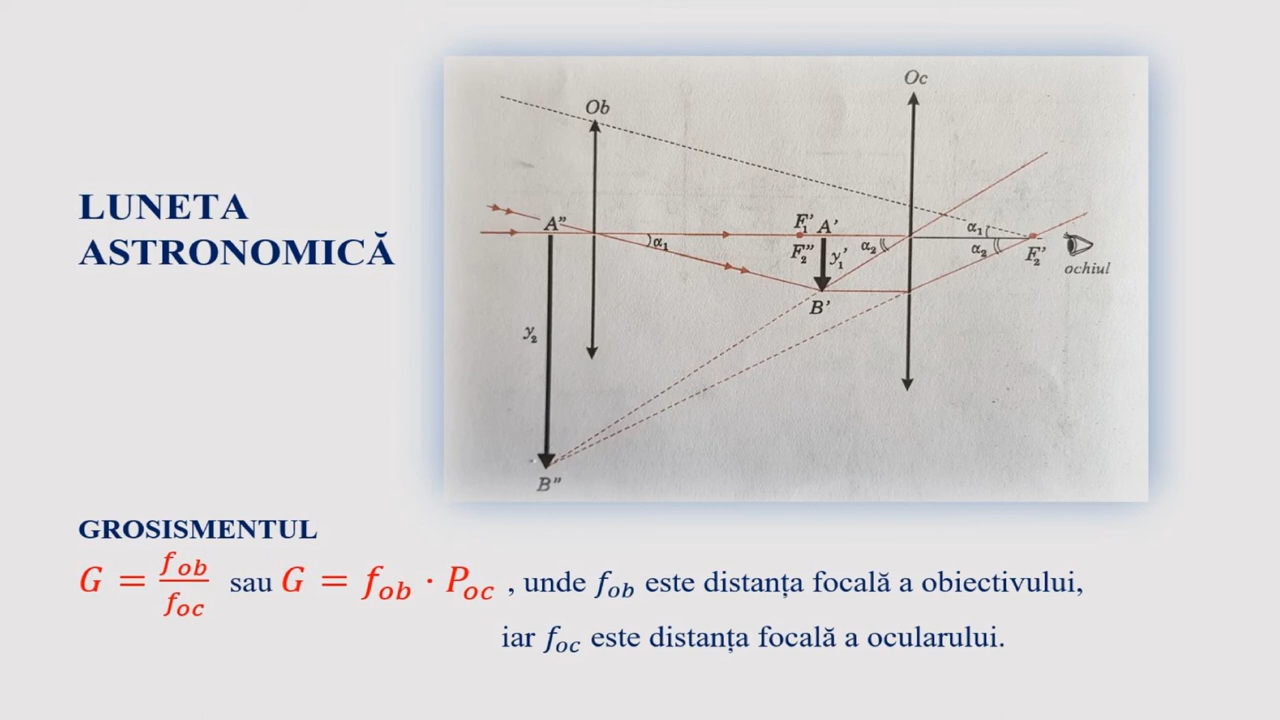 LUNETA
ASTRONOMICĂ
Ob
Oc
A”
F₁’ A’
F₂” y₁’
α₁
α₂
α₁
α₂
F₂’
ochiul
B’
y₂
B”
GROSISMENTUL
G = f_ob / f_oc sau G = f_ob · P_oc , unde f_ob este distanța focală a obiectivului,
iar f_oc este distanța focală a ocularului.